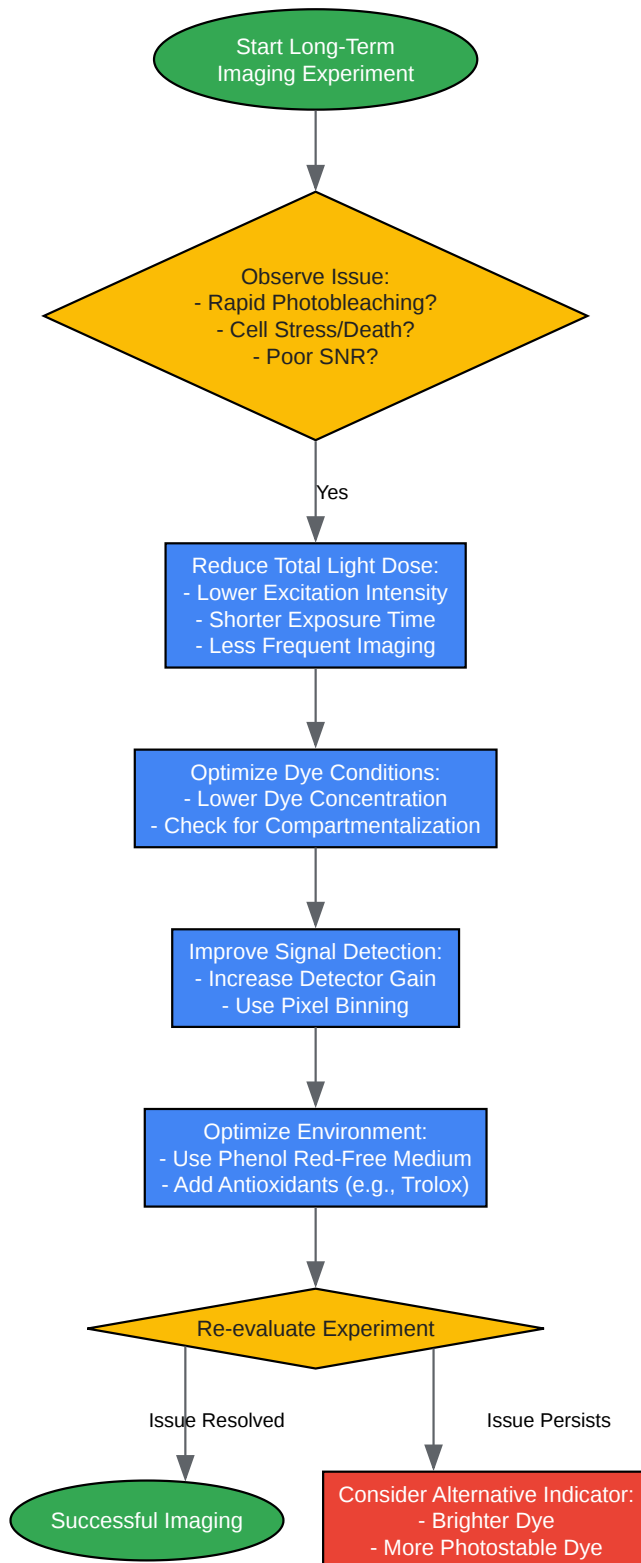 Start Long-Term
Imaging Experiment
Observe Issue:
- Rapid Photobleaching?
- Cell Stress/Death?
- Poor SNR?
Yes
Reduce Total Light Dose:
- Lower Excitation Intensity
- Shorter Exposure Time
- Less Frequent Imaging
Optimize Dye Conditions:
- Lower Dye Concentration
- Check for Compartmentalization
Improve Signal Detection:
- Increase Detector Gain
- Use Pixel Binning
Optimize Environment:
- Use Phenol Red-Free Medium
- Add Antioxidants (e.g., Trolox)
Re-evaluate Experiment
Issue Resolved
Issue Persists
Successful Imaging
Consider Alternative Indicator:
- Brighter Dye
- More Photostable Dye